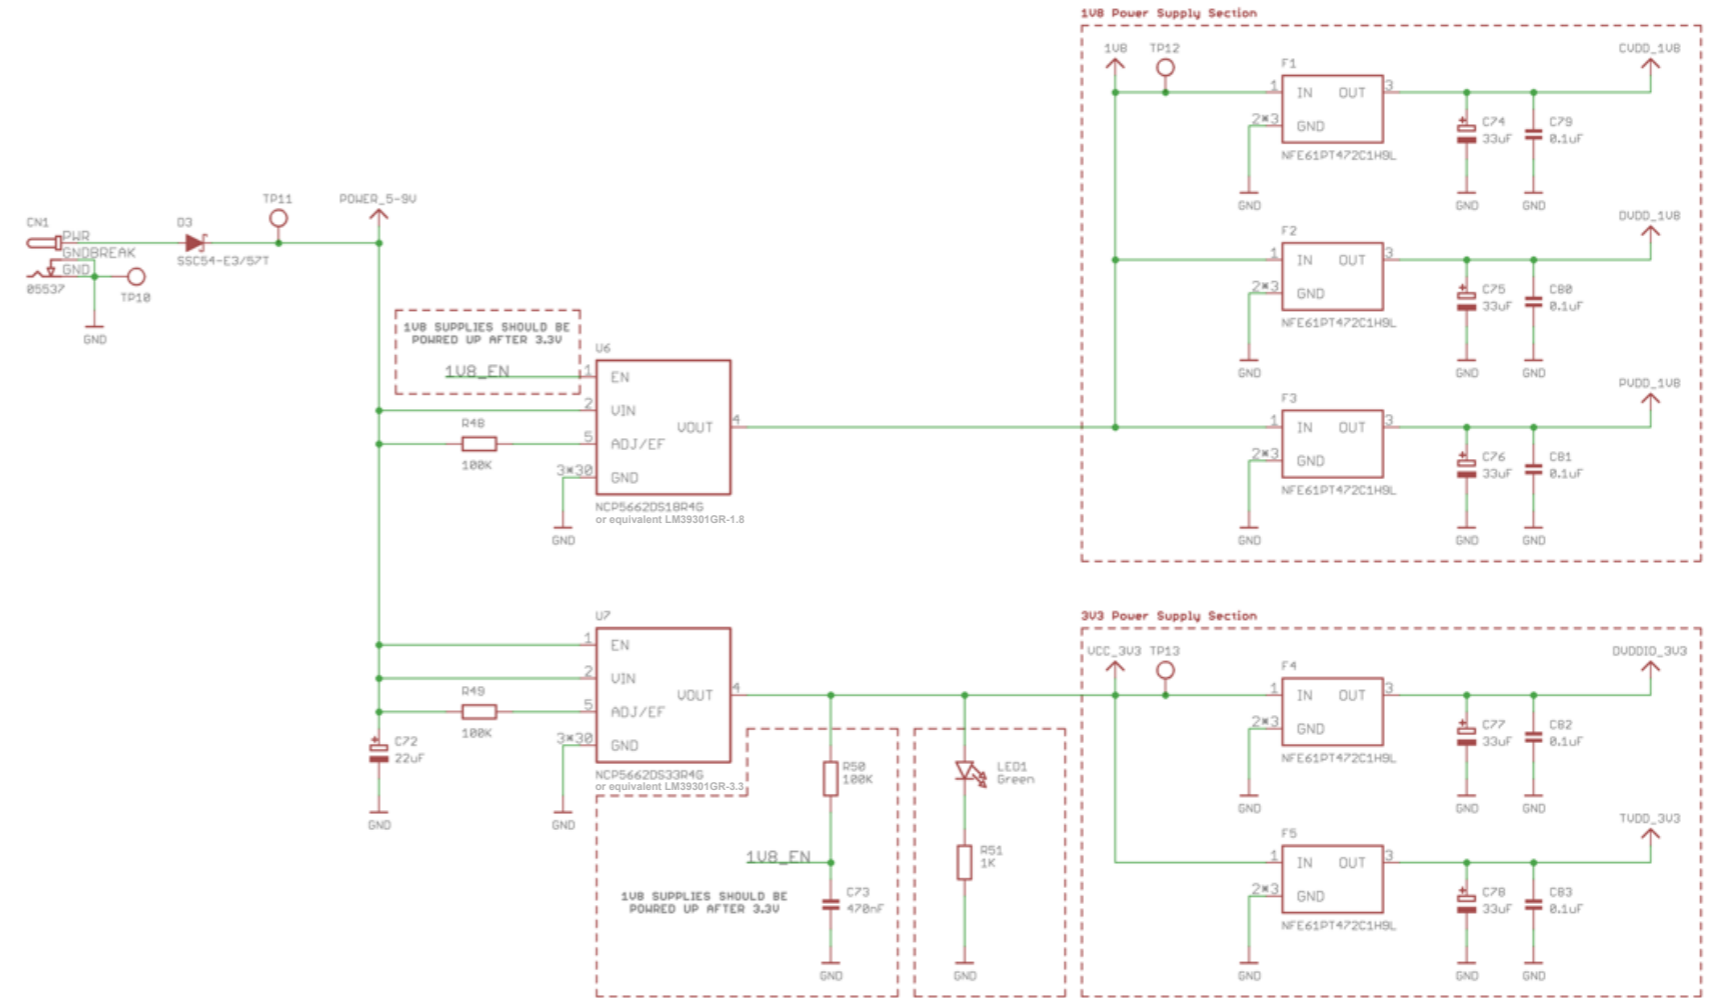 1V8 Power Supply Section
1V8
TP12
F1
CVDD_1V8
1
IN
OUT
3
2*3
GND
NFE61PT472C1H9L
C74
33uF
C79
0.1uF
GND
GND
GND
F2
DVDD_1V8
1
IN
OUT
3
2*3
GND
NFE61PT472C1H9L
C75
33uF
C80
0.1uF
GND
GND
GND
F3
PVDD_1V8
1
IN
OUT
3
2*3
GND
NFE61PT472C1H9L
C76
33uF
C81
0.1uF
GND
GND
GND
CN1
PWR
GNDBREAK
GND
05537
TP10
GND
D3
SSC54-E3/57T
TP11
POWER_5-9V
1V8 SUPPLIES SHOULD BE
POWRED UP AFTER 3.3V
1V8_EN
U6
1
EN
2
VIN
VOUT
4
R48
100K
5
ADJ/EF
3*30
GND
NCP5662DS18R4G
or equivalent LM39301GR-1.8
GND
U7
1
EN
2
VIN
VOUT
4
R49
100K
5
ADJ/EF
3*30
GND
NCP5662DS33R4G
or equivalent LM39301GR-3.3
GND
C72
22uF
GND
R50
100K
1V8_EN
1V8 SUPPLIES SHOULD BE
POWRED UP AFTER 3.3V
C73
470nF
GND
LED1
Green
R51
1K
GND
3V3 Power Supply Section
VCC_3V3
TP13
F4
DVDDIO_3V3
1
IN
OUT
3
2*3
GND
NFE61PT472C1H9L
C77
33uF
C82
0.1uF
GND
GND
GND
F5
TVDD_3V3
1
IN
OUT
3
2*3
GND
NFE61PT472C1H9L
C78
33uF
C83
0.1uF
GND
GND
GND